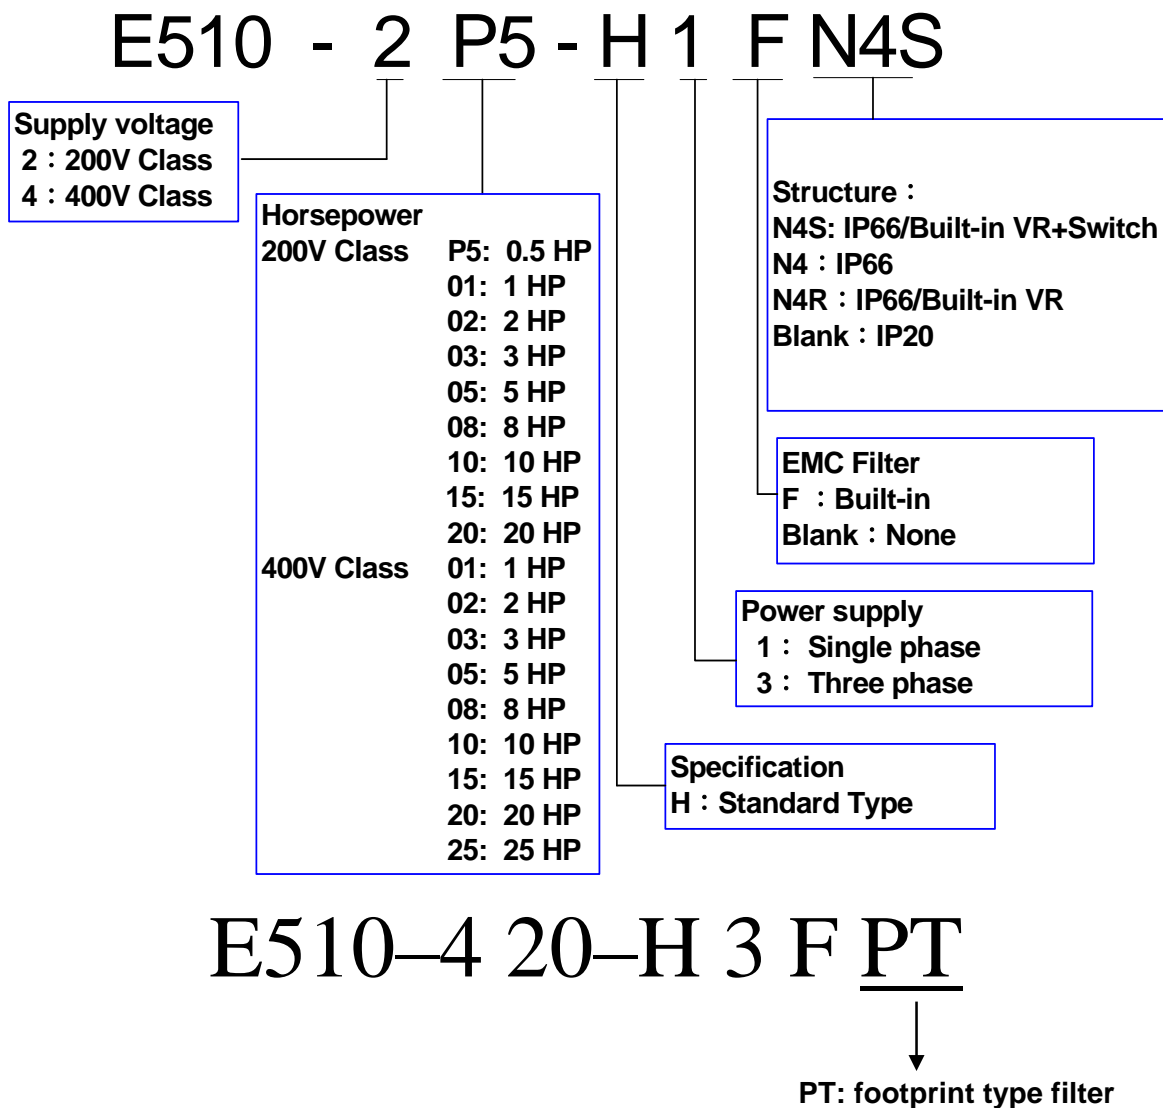 E510 - 2 P5 - H 1 F N4S
Supply voltage
2：200V Class
4：400V Class
Horsepower
200V Class P5: 0.5 HP
01: 1 HP
02: 2 HP
03: 3 HP
05: 5 HP
08: 8 HP
10: 10 HP
15: 15 HP
20: 20 HP
400V Class 01: 1 HP
02: 2 HP
03: 3 HP
05: 5 HP
08: 8 HP
10: 10 HP
15: 15 HP
20: 20 HP
25: 25 HP
Structure：
N4S: IP66/Built-in VR+Switch
N4：IP66
N4R：IP66/Built-in VR
Blank：IP20
EMC Filter
F ：Built-in
Blank：None
Power supply
1： Single phase
3： Three phase
Specification
H：Standard Type
E510–4 20–H 3 F PT
PT: footprint type filter